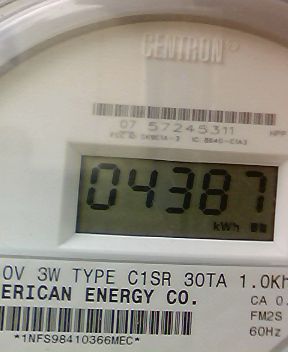 CENTRON
07 57245311
04387
kWh
0V 3W TYPE C1SR 30TA 1.0Kh
ERICAN ENERGY CO.
CA 0.
FM2S
60Hz
*1NFS98410366MEC*